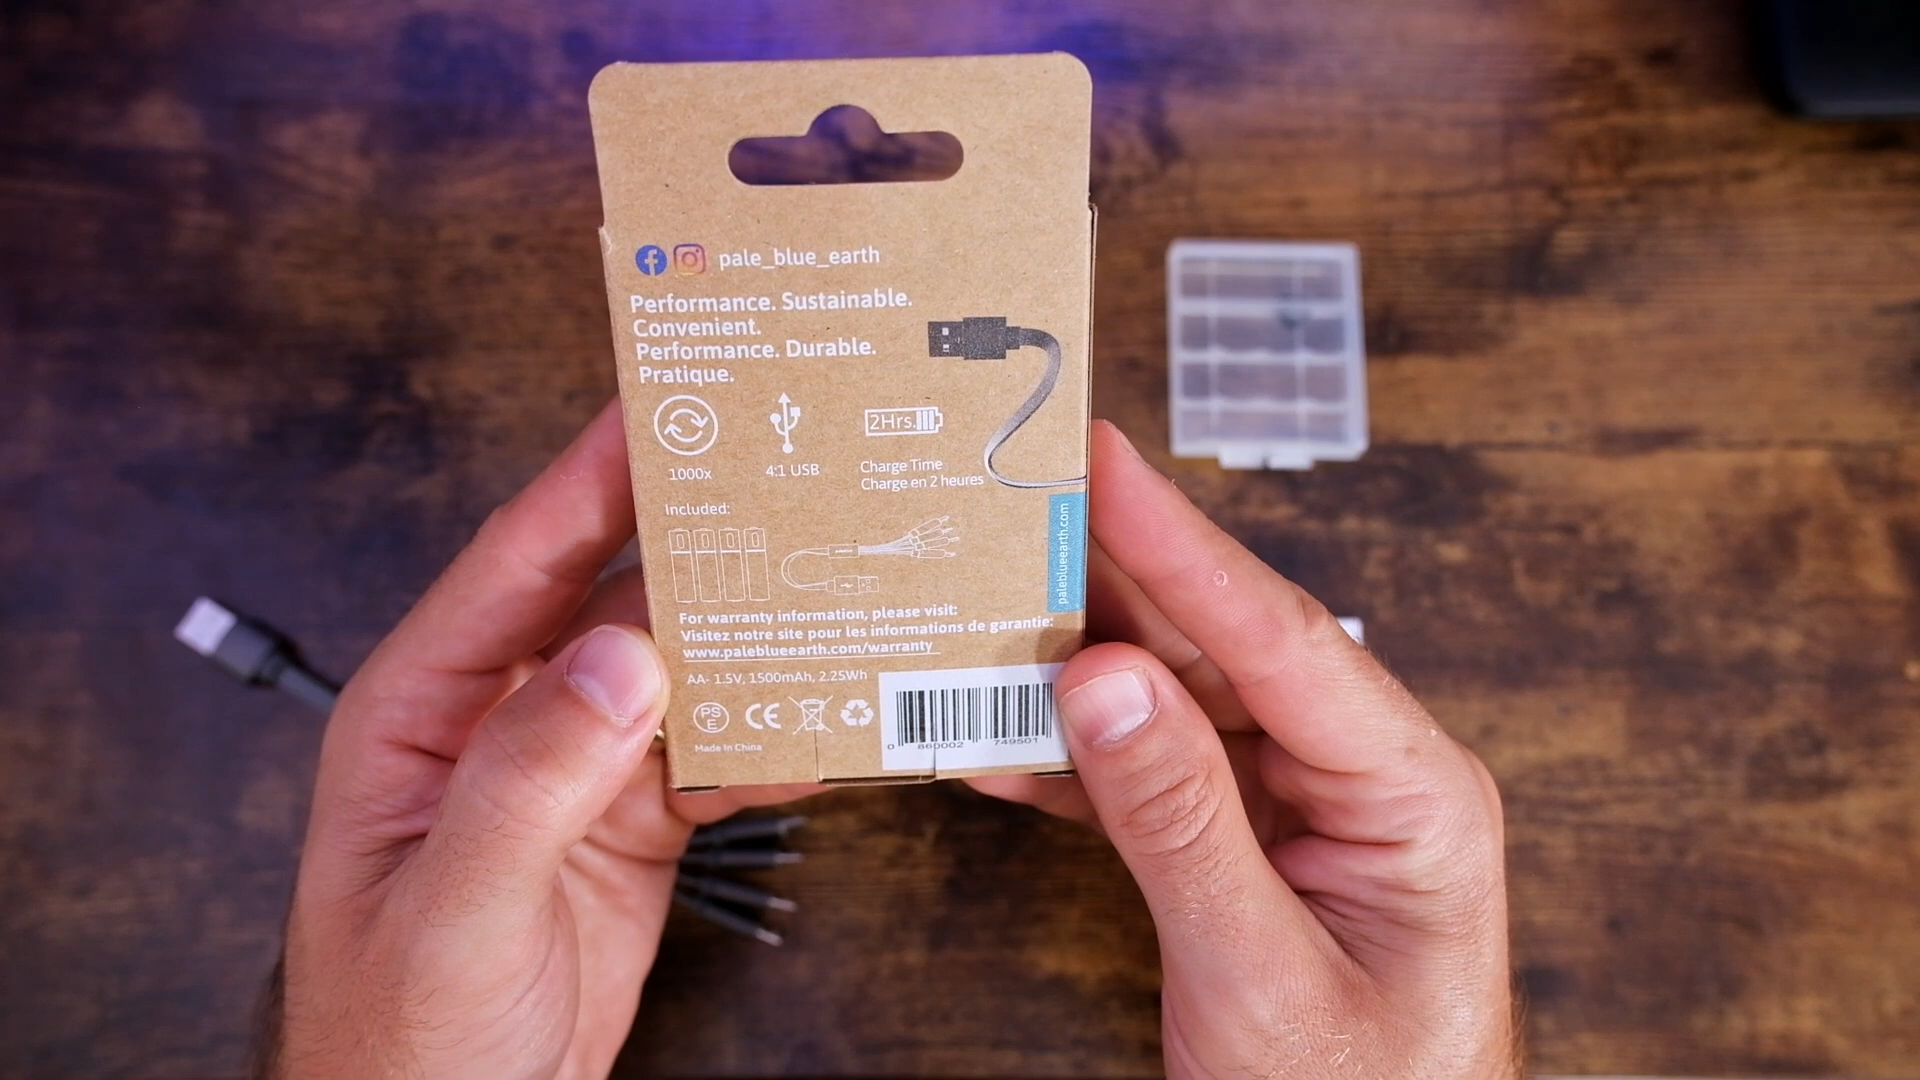 pale_blue_earth
Performance. Sustainable.
Convenient.
Performance. Durable.
Pratique.
2Hrs.
1000x
4:1 USB
Charge Time
Charge en 2 heures
Included:
paleblueearth.com
For warranty information, please visit:
Visitez notre site pour les informations de garantie:
www.paleblueearth.com/warranty
AA- 1.5V, 1500mAh, 2.25Wh
PS
E
CE
Made In China
0 860002 749501